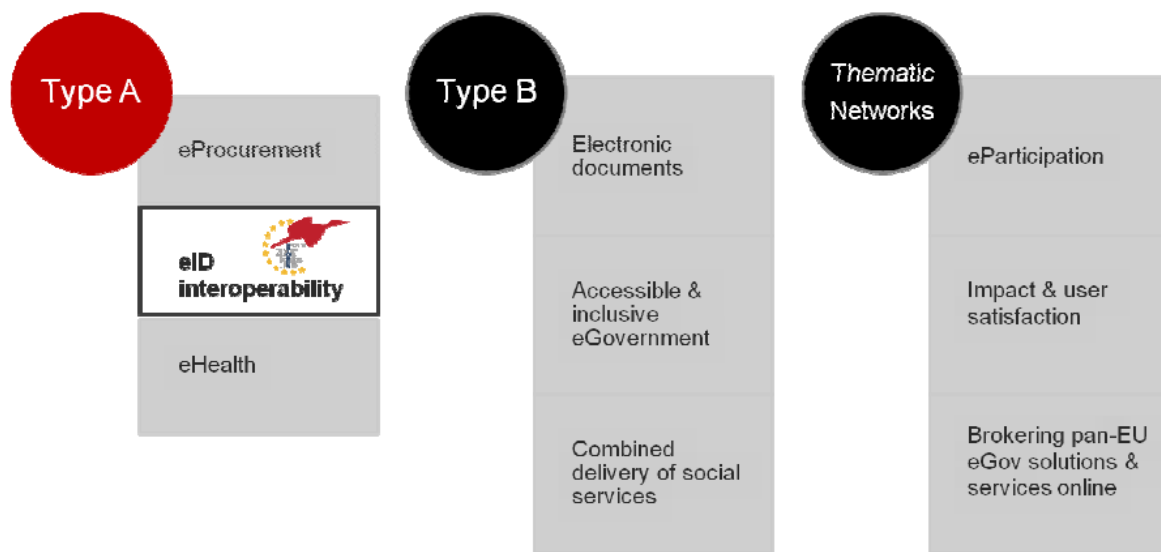 Type A
eProcurement
eID
interoperability
eHealth
Type B
Electronic
documents
Accessible &
inclusive
eGovernment
Combined
delivery of social
services
Thematic
Networks
eParticipation
Impact & user
satisfaction
Brokering pan-EU
eGov solutions &
services online